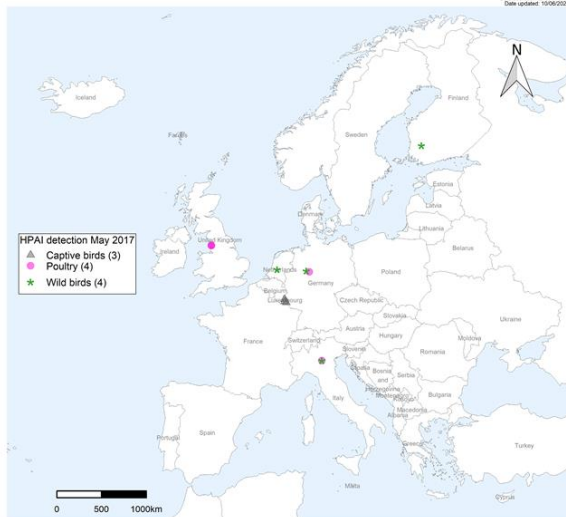 Date updated: 10/06/202
N
Iceland
Faroes
Finland
Sweden
Estonia
Latvia
Lithuania
Denmark
Belarus
United Kingdom
Ireland
HPAI detection May 2017
Captive birds (3)
Poultry (4)
Wild birds (4)
Netherlands
Germany
Poland
Belgium
Luxembourg
Czech Republic
Ukraine
Slovakia
France
Austria
Hungary
Moldova
Switzerland
Slovenia
Romania
Croatia
Bosnia
and
Herzegovina
Serbia
Montenegro
Kosovo
Bulgaria
Italy
Macedonia
Albania
Portugal
Spain
Greece
Turkey
Malta
Cyprus
0 500 1000km